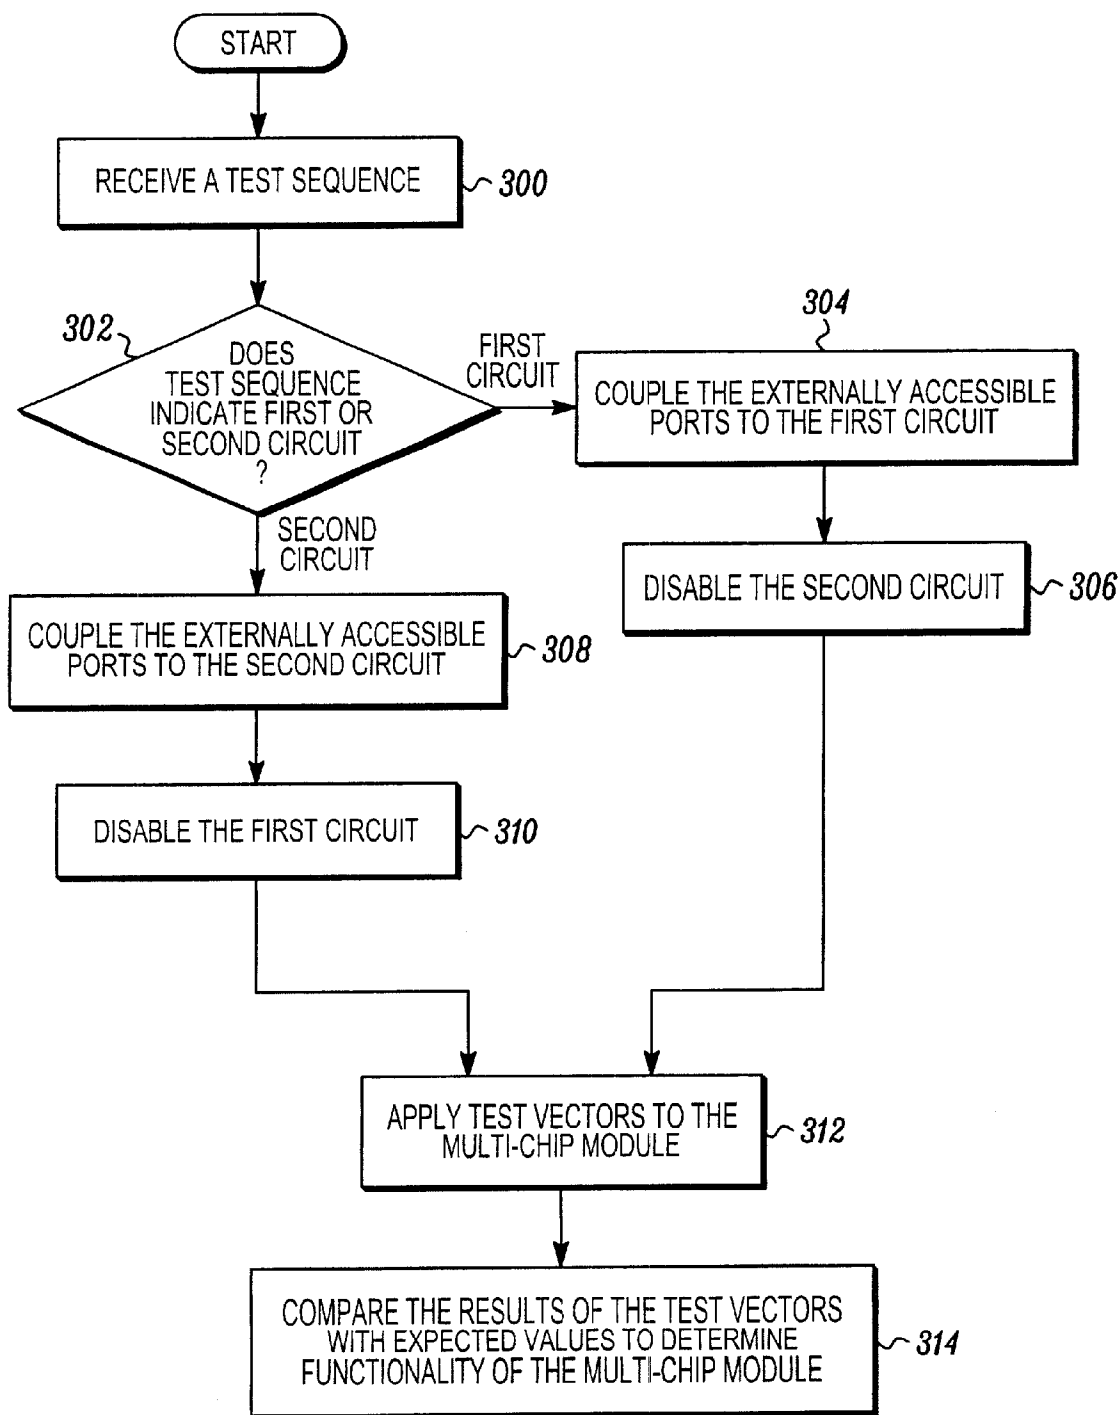 START
RECEIVE A TEST SEQUENCE
300
302
DOES
TEST SEQUENCE
INDICATE FIRST OR
SECOND CIRCUIT
?
FIRST
CIRCUIT
304
COUPLE THE EXTERNALLY ACCESSIBLE
PORTS TO THE FIRST CIRCUIT
DISABLE THE SECOND CIRCUIT
306
SECOND
CIRCUIT
COUPLE THE EXTERNALLY ACCESSIBLE
PORTS TO THE SECOND CIRCUIT
308
DISABLE THE FIRST CIRCUIT
310
APPLY TEST VECTORS TO THE
MULTI-CHIP MODULE
312
COMPARE THE RESULTS OF THE TEST VECTORS
WITH EXPECTED VALUES TO DETERMINE
FUNCTIONALITY OF THE MULTI-CHIP MODULE
314